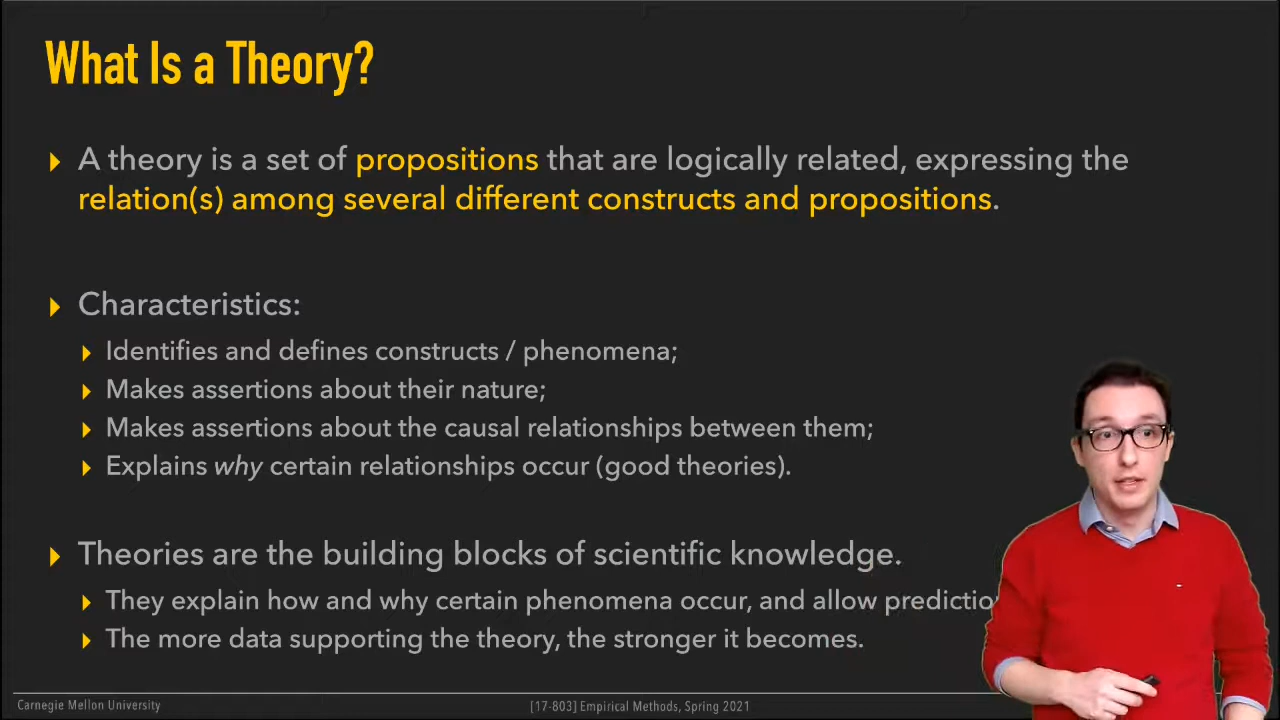 What Is a Theory?
A theory is a set of propositions that are logically related, expressing the
relation(s) among several different constructs and propositions.
Characteristics:
Identifies and defines constructs / phenomena;
Makes assertions about their nature;
Makes assertions about the causal relationships between them;
Explains why certain relationships occur (good theories).
Theories are the building blocks of scientific knowledge.
They explain how and why certain phenomena occur, and allow
The more data supporting the theory, the stronger it becomes.
Carnegie Mellon University
[17-803] Empirical Methods, Spring 2021